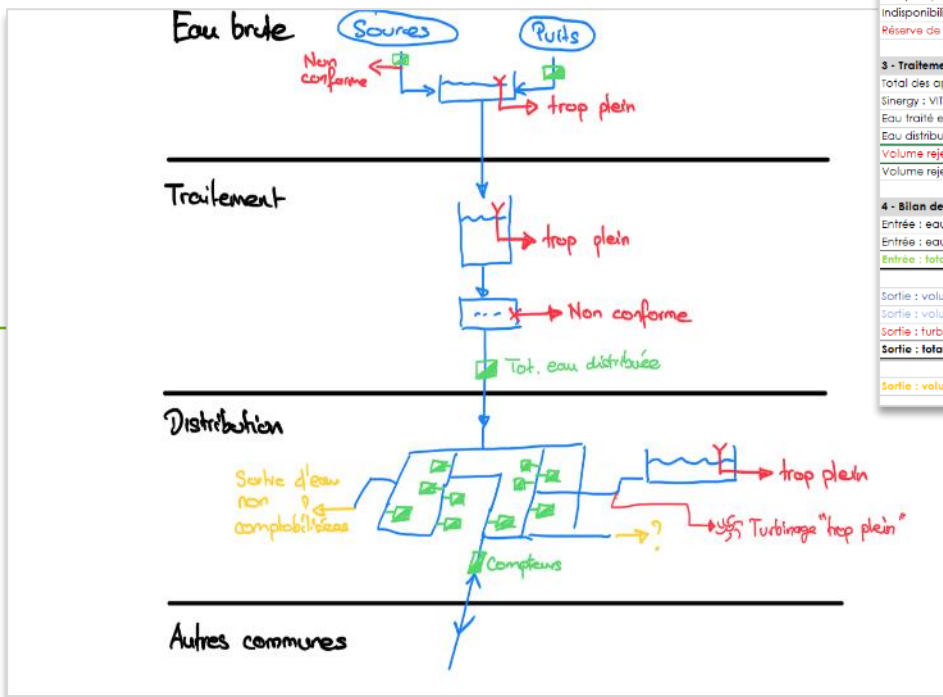 Eau brute
Sources
Puits
Non
conforme
trop plein
Traitement
trop plein
Non conforme
Tot. eau distribuée
Distribution
Sortie d'eau
non ?
comptabilisées
trop plein
Turbinage "trop plein"
?
Compteurs
Autres communes
Réserve de
3 - Traiteme
Total des ap
Sinergy : VI
Eau traité e
Eau distribu
Volume reje
Volume reje
4 - Bilan de
Entrée : eau
Entrée : eau
Entrée : tota
Sortie : volu
Sortie : volu
Sortie : turb
Sortie : tota
Sortie : volu